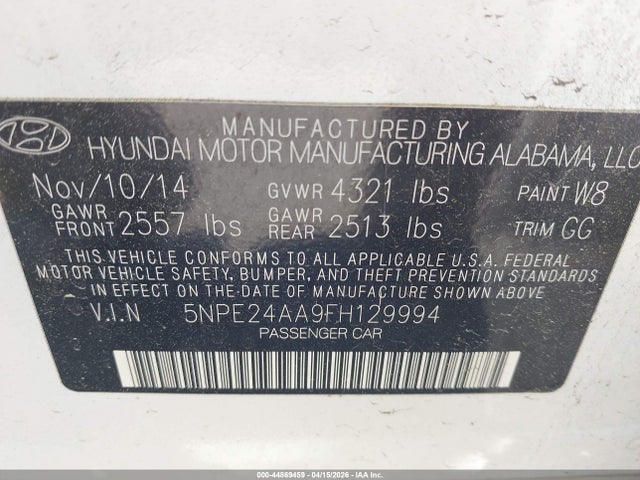 MANUFACTURED BY
HYUNDAI MOTOR MANUFACTURING ALABAMA, LLC
Nov/10/14 GVWR 4321 lbs PAINT W8
GAWR FRONT 2557 lbs GAWR REAR 2513 lbs TRIM GG
THIS VEHICLE CONFORMS TO ALL APPLICABLE U.S.A. FEDERAL
MOTOR VEHICLE SAFETY, BUMPER, AND THEFT PREVENTION STANDARDS
IN EFFECT ON THE DATE OF MANUFACTURE SHOWN ABOVE.
V.I.N 5NPE24AA9FH129994
PASSENGER CAR
000-44869459 - 04/15/2026 - IAA Inc.